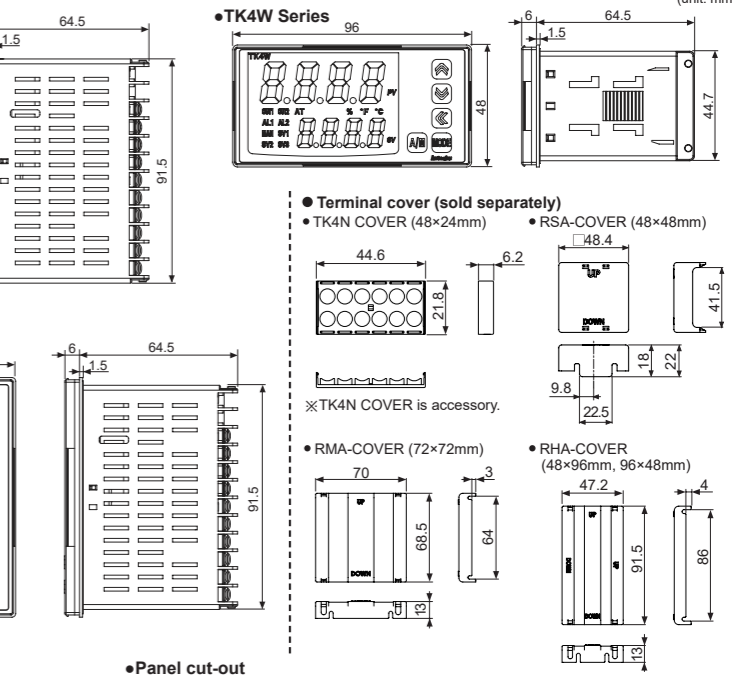 (unit: mm
●TK4W Series
64.5
1.5
91.5
96
48
TK4W
PV
OUT1 OUT2 AT % °F °C
AL1 AL2
MAN SV1
SV2 SV3
SV
A/M
MODE
Autonics
6
64.5
1.5
44.7
● Terminal cover (sold separately)
● TK4N COVER (48×24mm)
44.6
6.2
21.8
※TK4N COVER is accessory.
● RSA-COVER (48×48mm)
□48.4
UP
DOWN
41.5
18
22
9.8
22.5
6
64.5
1.5
91.5
● RMA-COVER (72×72mm)
70
3
UP
DOWN
68.5
64
13
● RHA-COVER
(48×96mm, 96×48mm)
47.2
4
UP
DOWN
UP
DOWN
91.5
86
13
●Panel cut-out